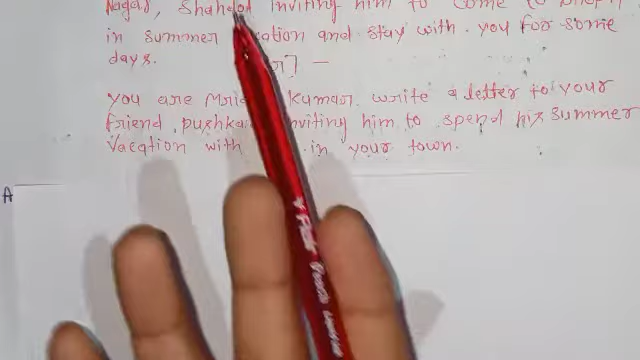 Nagar, Shahdol inviting him to come to
in summer vacation and stay with you for some
days.
or] —
You are Kumar write a letter to your
friend, pushkar inviting him to spend his summer
vacation with in your town.
A